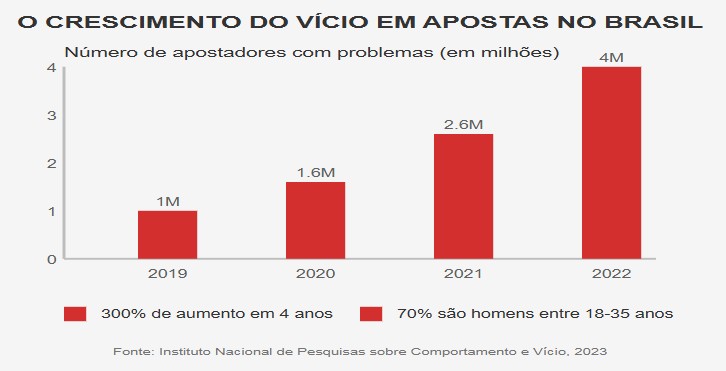 O CRESCIMENTO DO VÍCIO EM APOSTAS NO BRASIL
Número de apostadores com problemas (em milhões)
4
3
2
1
0
1M
1.6M
2.6M
4M
2019 2020 2021 2022
300% de aumento em 4 anos 70% são homens entre 18-35 anos
Fonte: Instituto Nacional de Pesquisas sobre Comportamento e Vício, 2023